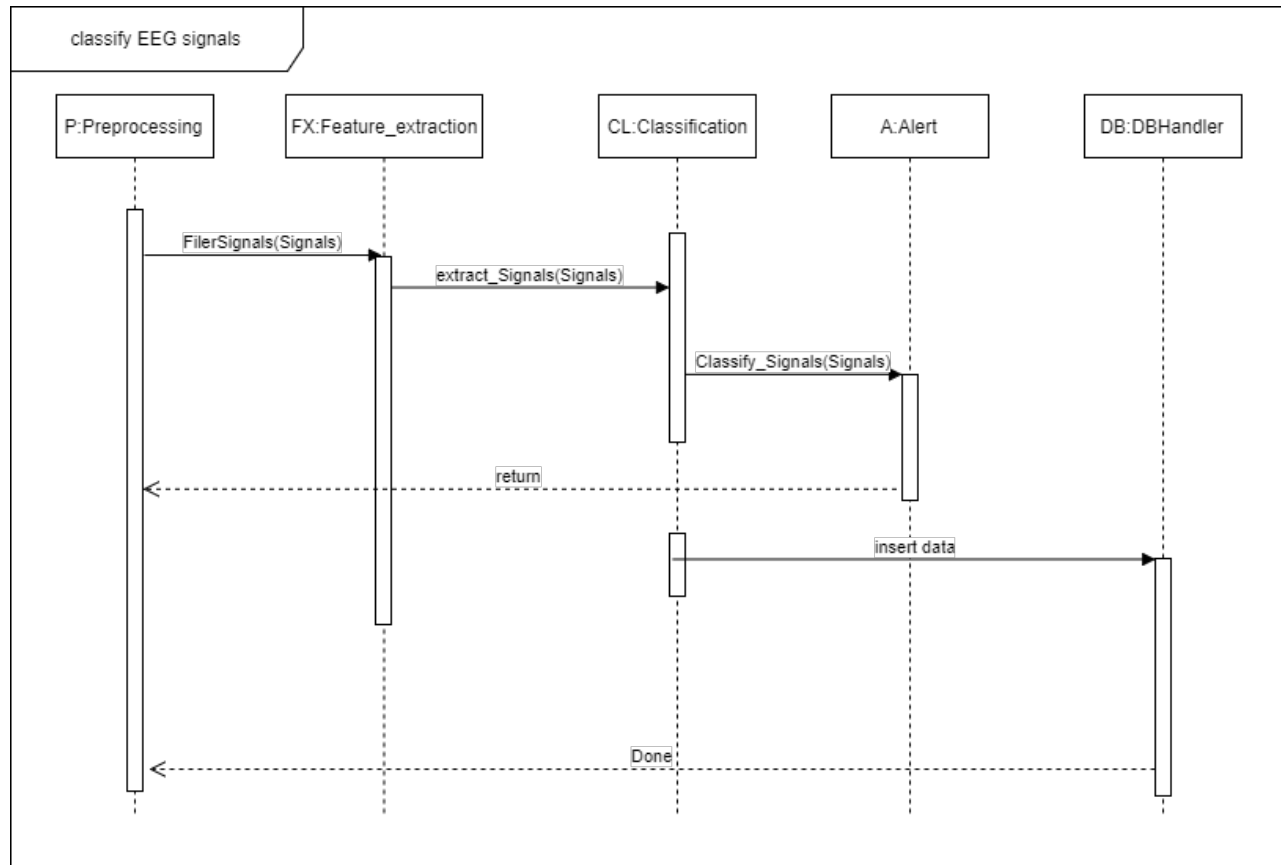 classify EEG signals
P:Preprocessing
FX:Feature_extraction
CL:Classification
A:Alert
DB:DBHandler
FilerSignals(Signals)
extract_Signals(Signals)
Classify_Signals(Signals)
return
insert data
Done